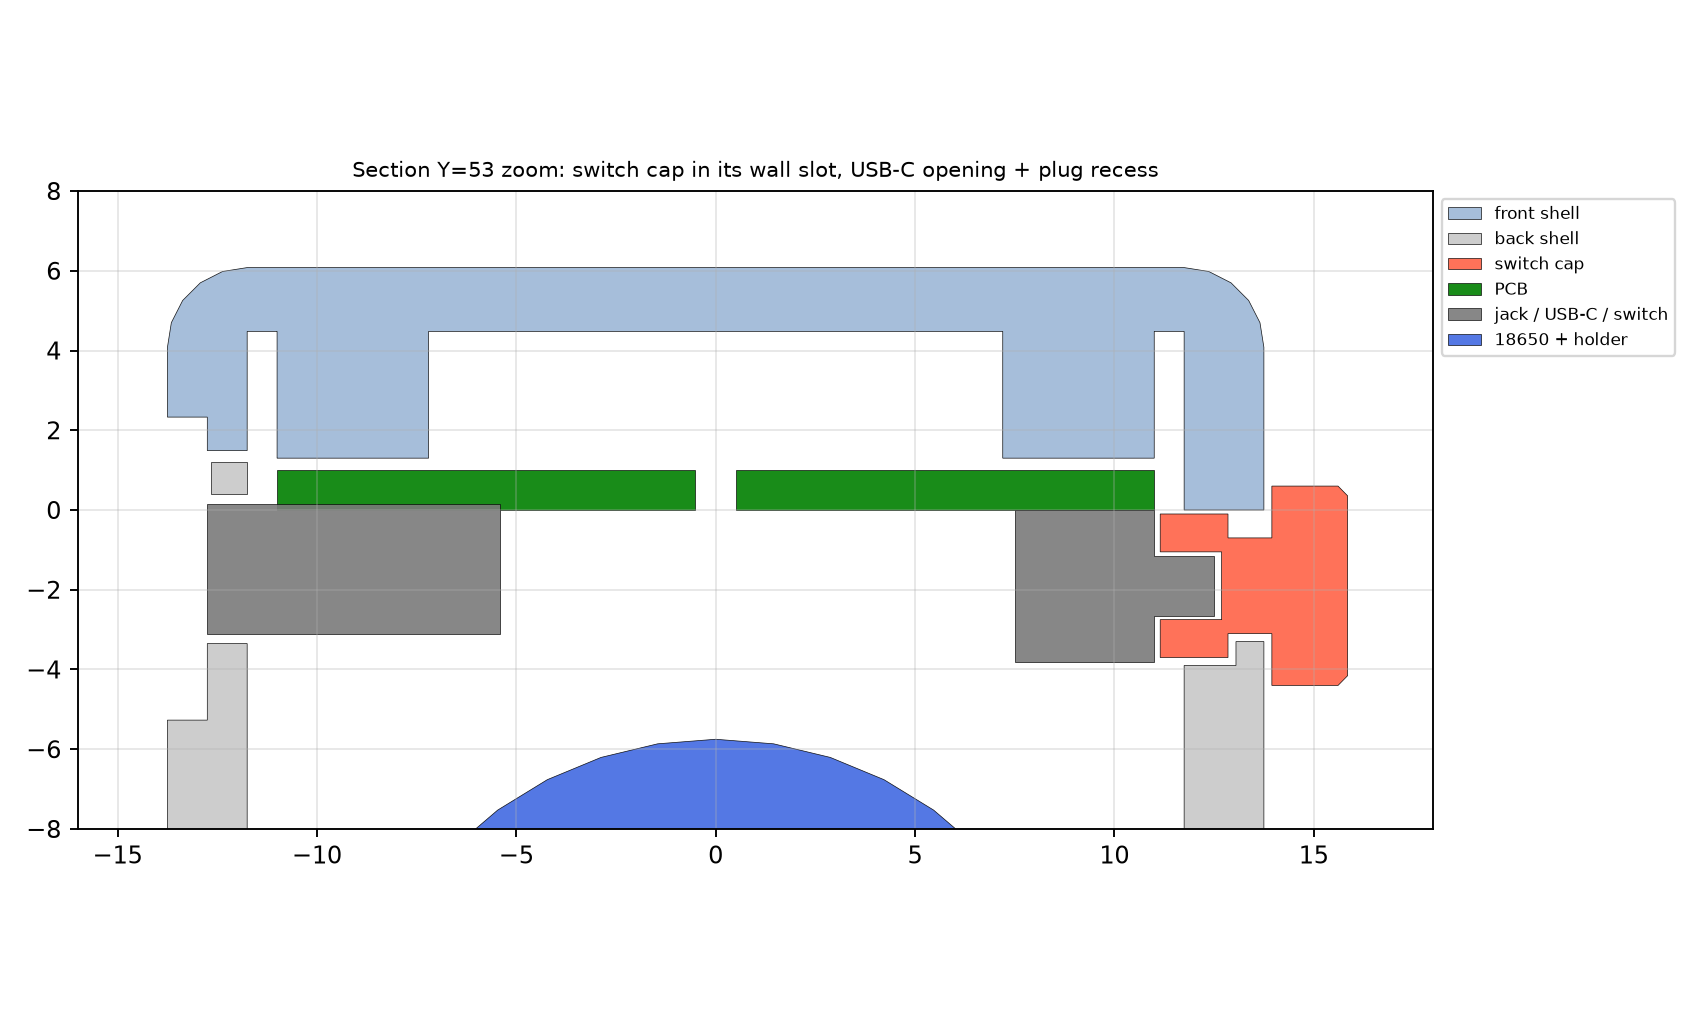 Section Y=53 zoom: switch cap in its wall slot, USB-C opening + plug recess
8
6
4
2
0
−2
−4
−6
−8
−15
−10
−5
0
5
10
15
front shell
back shell
switch cap
PCB
jack / USB-C / switch
18650 + holder